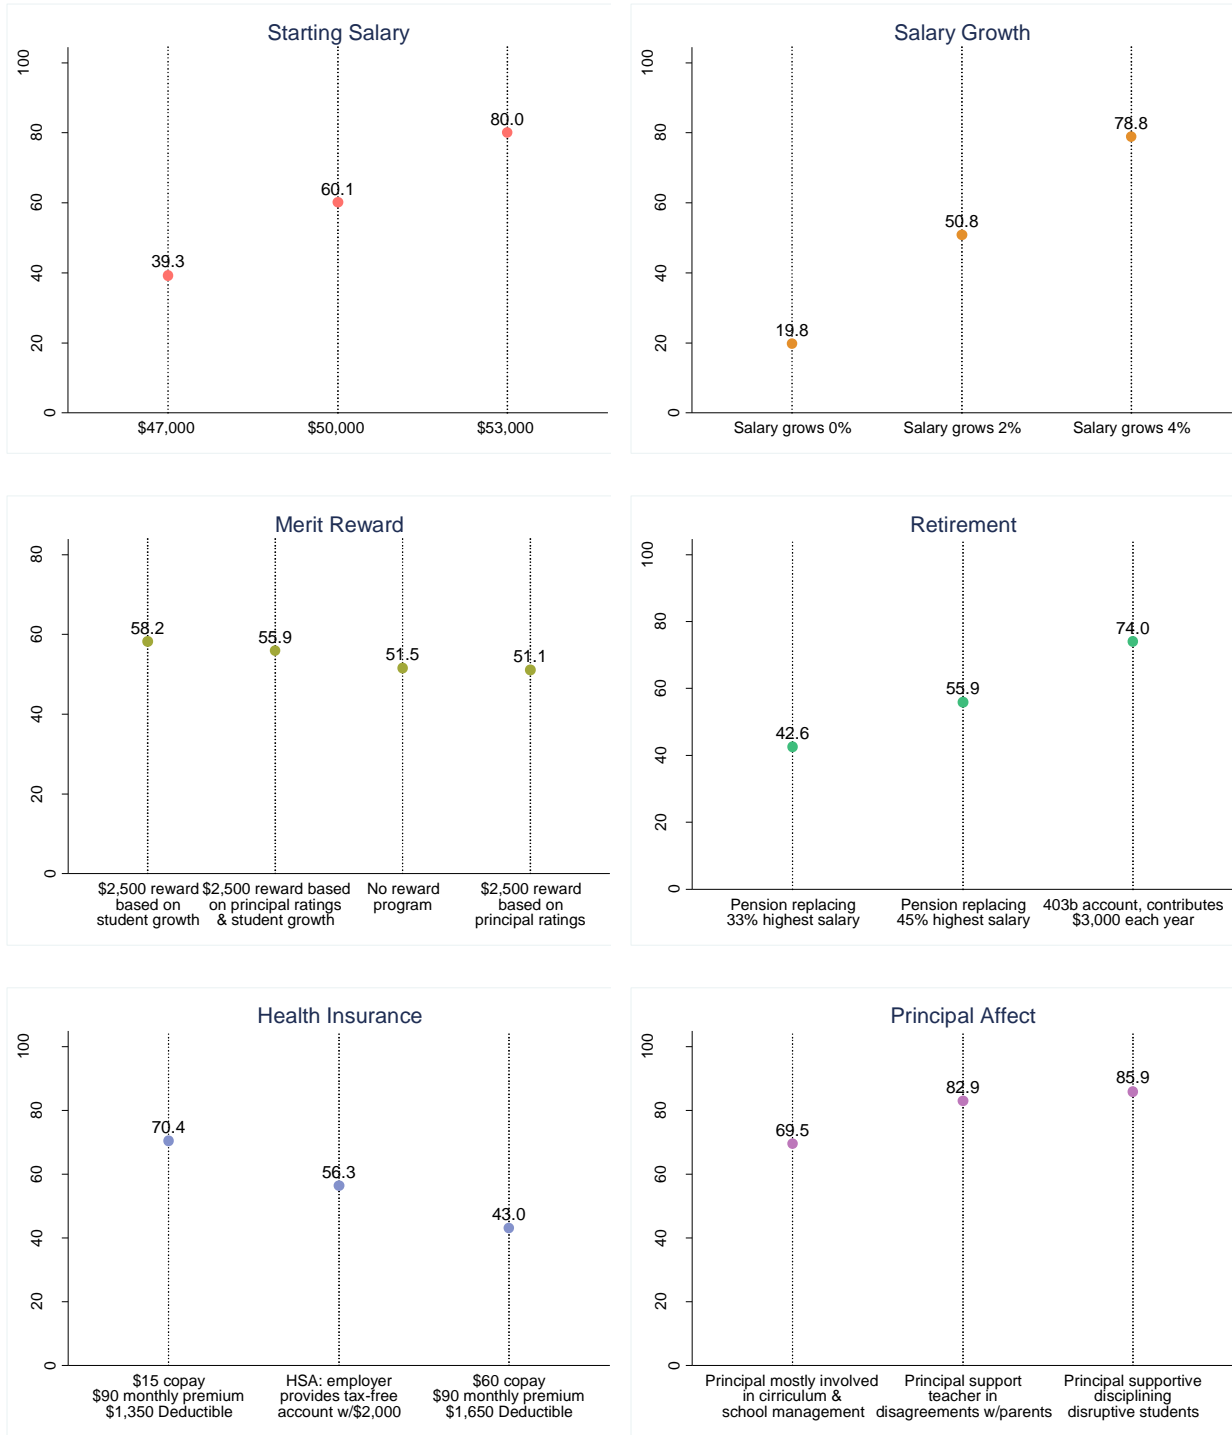 Starting Salary
100
80
60
40
20
0
39.3
60.1
80.0
$47,000
$50,000
$53,000
Salary Growth
100
80
60
40
20
0
19.8
50.8
78.8
Salary grows 0%
Salary grows 2%
Salary grows 4%
Merit Reward
80
60
40
20
0
58.2
55.9
51.5
51.1
$2,500 reward
based on
student growth
$2,500 reward based
on principal ratings
& student growth
No reward
program
$2,500 reward
based on
principal ratings
Retirement
100
80
60
40
20
0
42.6
55.9
74.0
Pension replacing
33% highest salary
Pension replacing
45% highest salary
403b account, contributes
$3,000 each year
Health Insurance
100
80
60
40
20
0
70.4
56.3
43.0
$15 copay
$90 monthly premium
$1,350 Deductible
HSA: employer
provides tax-free
account w/$2,000
$60 copay
$90 monthly premium
$1,650 Deductible
Principal Affect
100
80
60
40
20
0
69.5
82.9
85.9
Principal mostly involved
in cirriculum &
school management
Principal support
teacher in
disagreements w/parents
Principal supportive
disciplining
disruptive students